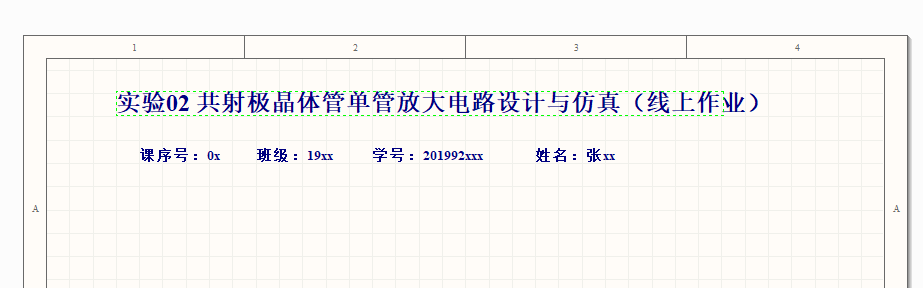 1 2 3 4
实验02 共射极晶体管单管放大电路设计与仿真（线上作业）
课序号：0x 班级：19xx 学号：201992xxx 姓名：张xx
A A